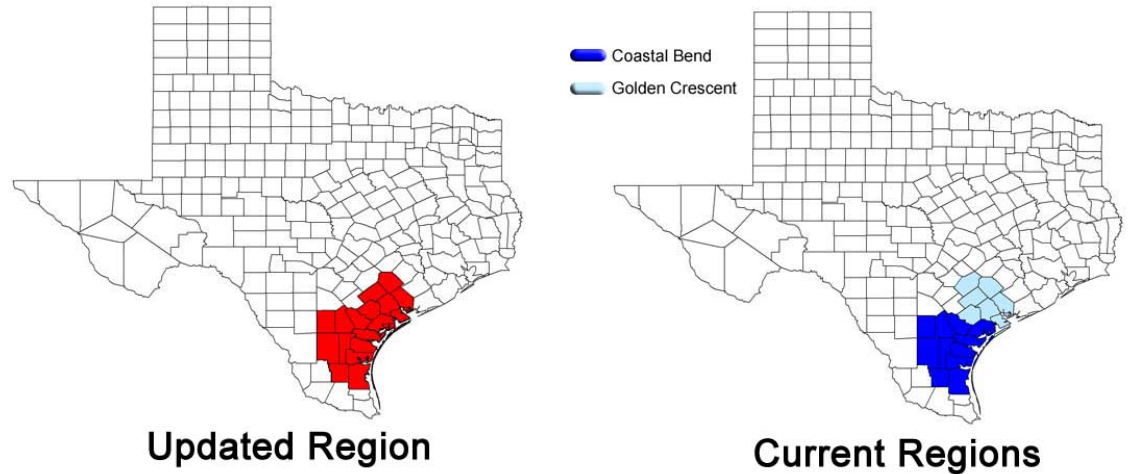 Coastal Bend
Golden Crescent
Updated Region
Current Regions